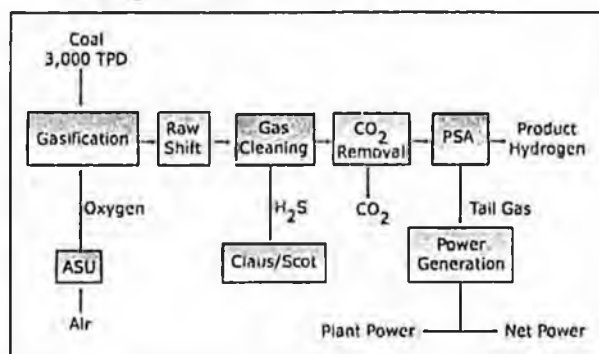 Coal
3,000 TPD
Gasification
Raw
Shift
Gas
Cleaning
CO2
Removal
PSA
Product
Hydrogen
Oxygen
H2S
CO2
Tail Gas
ASU
Claus/Scot
Power
Generation
Air
Plant Power
Net Power